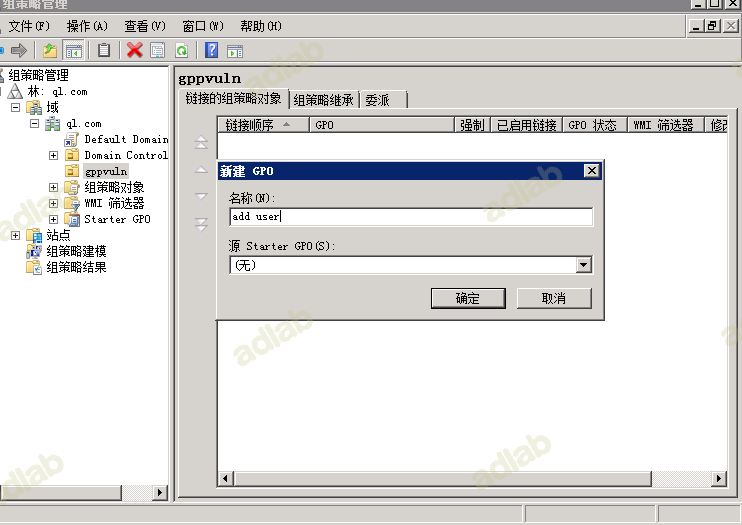 组策略管理
文件(F) 操作(A) 查看(V) 窗口(W) 帮助(H)
组策略管理
林: ql.com
域
ql.com
Default Domain
Domain Control
gppvuln
组策略对象
WMI 筛选器
Starter GPO
站点
组策略建模
组策略结果
gppvuln
链接的组策略对象 组策略继承 委派
链接顺序 GPO 强制 已启用链接 GPO 状态 WMI 筛选器 修改
新建 GPO
名称(N):
add user
源 Starter GPO(S):
(无)
确定 取消
adlab
adlab
adlab
adlab
adlab
adlab